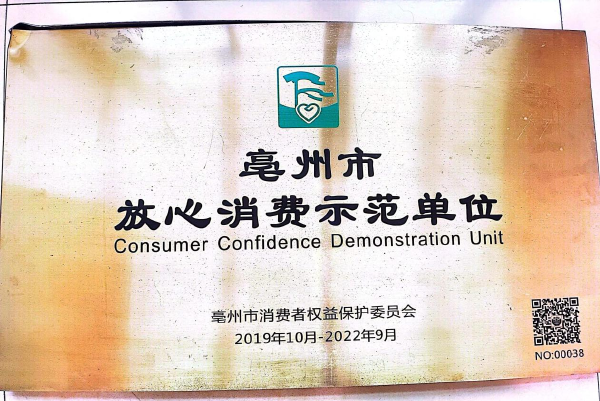 亳州市
放心消费示范单位
Consumer Confidence Demonstration Unit
亳州市消费者权益保护委员会
2019年10月-2022年9月
NO:00038